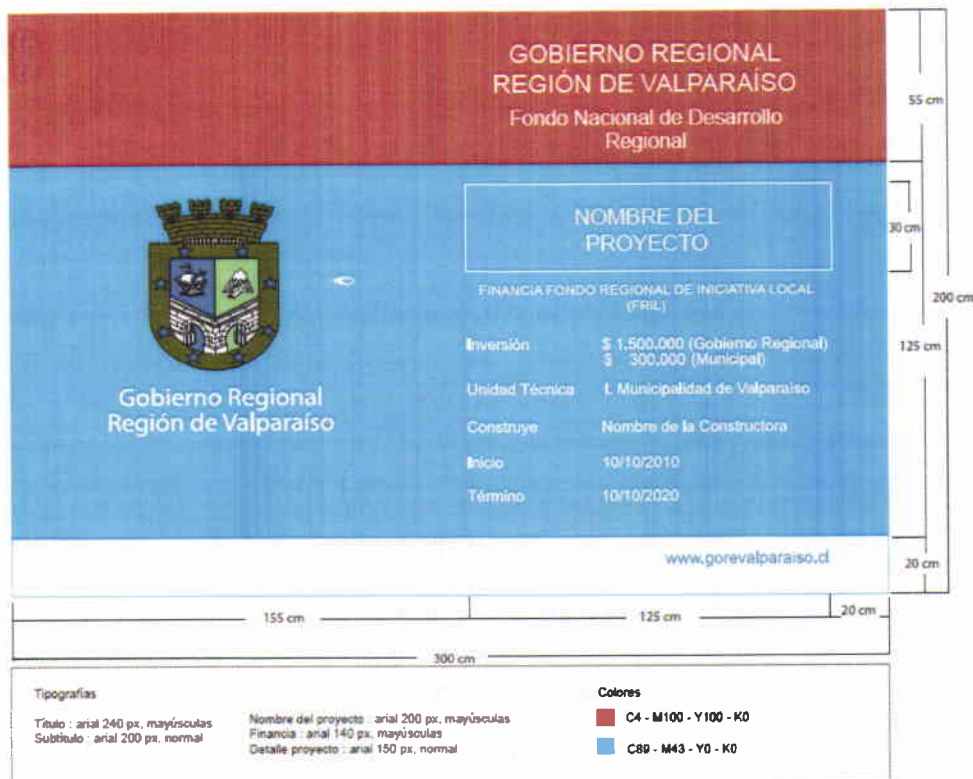 GOBIERNO REGIONAL
REGIÓN DE VALPARAÍSO
Fondo Nacional de Desarrollo
Regional
55 cm
NOMBRE DEL
PROYECTO
30 cm
FINANCIA FONDO REGIONAL DE INICIATIVA LOCAL
(FRIL)
200 cm
Inversión $ 1.500.000 (Gobierno Regional)
$ 300.000 (Municipal)
125 cm
Unidad Técnica I. Municipalidad de Valparaiso
Gobierno Regional
Región de Valparaíso
Construye Nombre de la Constructora
Inicio 10/10/2010
Término 10/10/2020
www.gorevalparaiso.cl
20 cm
155 cm 125 cm 20 cm
300 cm
Tipografías
Título : arial 240 px, mayúsculas
Subtitulo : arial 200 px, normal
Nombre del proyecto : arial 200 px, mayúsculas
Financia : arial 140 px, mayúsculas
Detalle proyecto : arial 150 px, normal
Colores
C4 - M100 - Y100 - K0
C89 - M43 - Y0 - K0